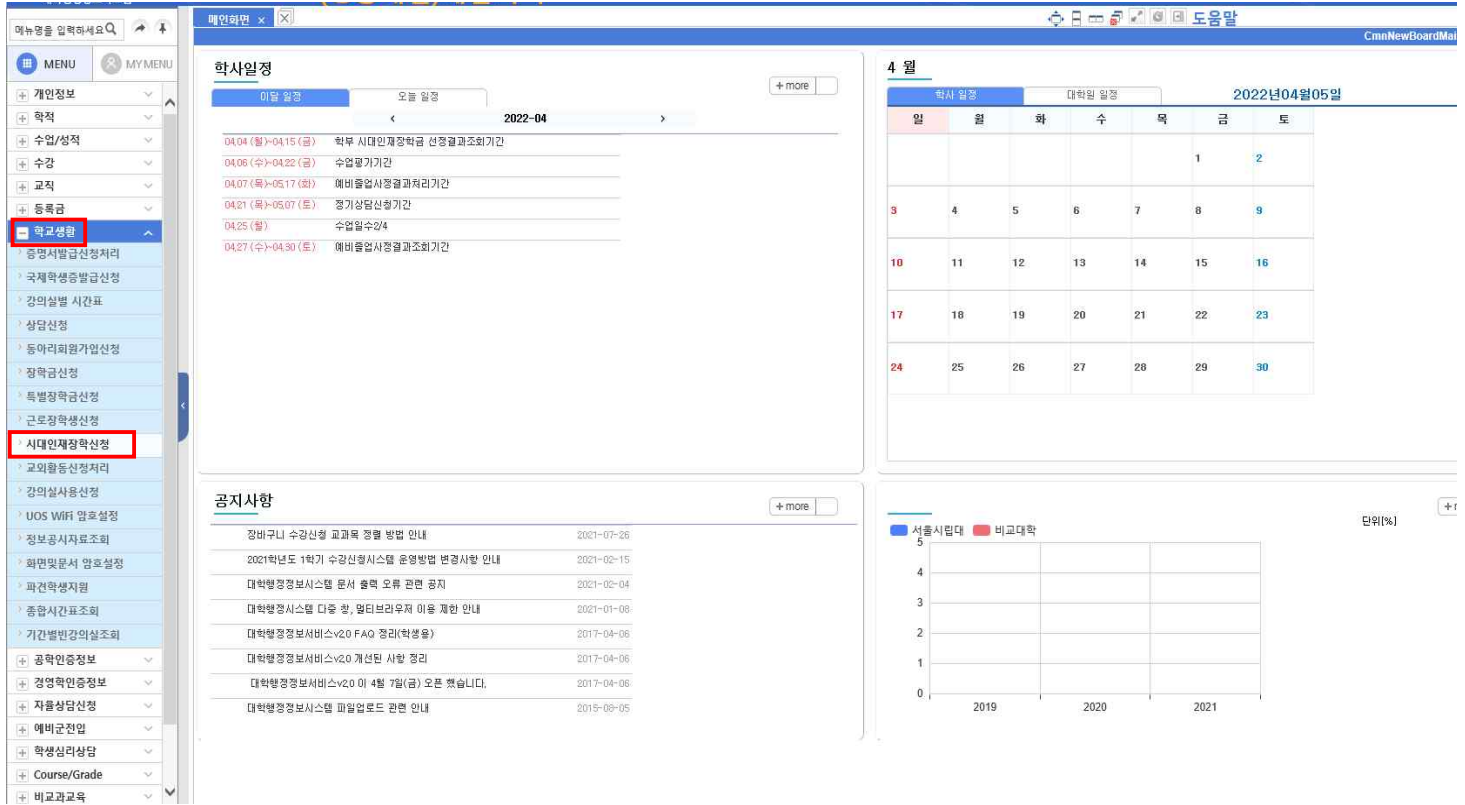 메뉴명을 입력하세요
메인화면
도움말
CmnNewBoardMai
MENU
MY MENU
개인정보
학적
수업/성적
수강
교직
등록금
학교생활
증명서발급신청처리
국제학생증발급신청
강의실별 시간표
상담신청
동아리회원가입신청
장학금신청
특별장학금신청
근로장학생신청
시대인재장학신청
교외활동신청처리
강의실사용신청
UOS WiFi 암호설정
정보공시자료조회
화면및문서 암호설정
파견학생지원
종합시간표조회
기간별빈강의실조회
공학인증정보
경영학인증정보
자율상담신청
예비군전입
학생심리상담
Course/Grade
비교과교육
학사일정
+ more
이달 일정 오늘 일정
< 2022-04 >
04.04 (월)~04.15 (금) 학부 시대인재장학금 선정결과조회기간
04.06 (수)~04.22 (금) 수업평가기간
04.07 (목)~05.17 (화) 예비졸업사정결과처리기간
04.21 (목)~05.07 (토) 정기상담신청기간
04.25 (월) 수업일수2/4
04.27 (수)~04.30 (토) 예비졸업사정결과조회기간
4 월
학사 일정 대학원 일정 2022년04월05일
일 월 화 수 목 금 토
1 2
3 4 5 6 7 8 9
10 11 12 13 14 15 16
17 18 19 20 21 22 23
24 25 26 27 28 29 30
공지사항
+ more
장바구니 수강신청 교과목 정렬 방법 안내 2021-07-26
2021학년도 1학기 수강신청시스템 운영방법 변경사항 안내 2021-02-15
대학행정정보시스템 문서 출력 오류 관련 공지 2021-02-04
대학행정시스템 다중 창, 멀티브라우저 이용 제한 안내 2021-01-08
대학행정정보서비스v2.0 FAQ 정리(학생용) 2017-04-06
대학행정정보서비스v2.0 개선된 사항 정리 2017-04-06
대학행정정보서비스v2.0 이 4월 7일(금) 오픈 했습니다. 2017-04-06
대학행정정보시스템 파일업로드 관련 안내 2015-08-05
단위[%]
서울시립대 비교대학
5
4
3
2
1
0
2019 2020 2021